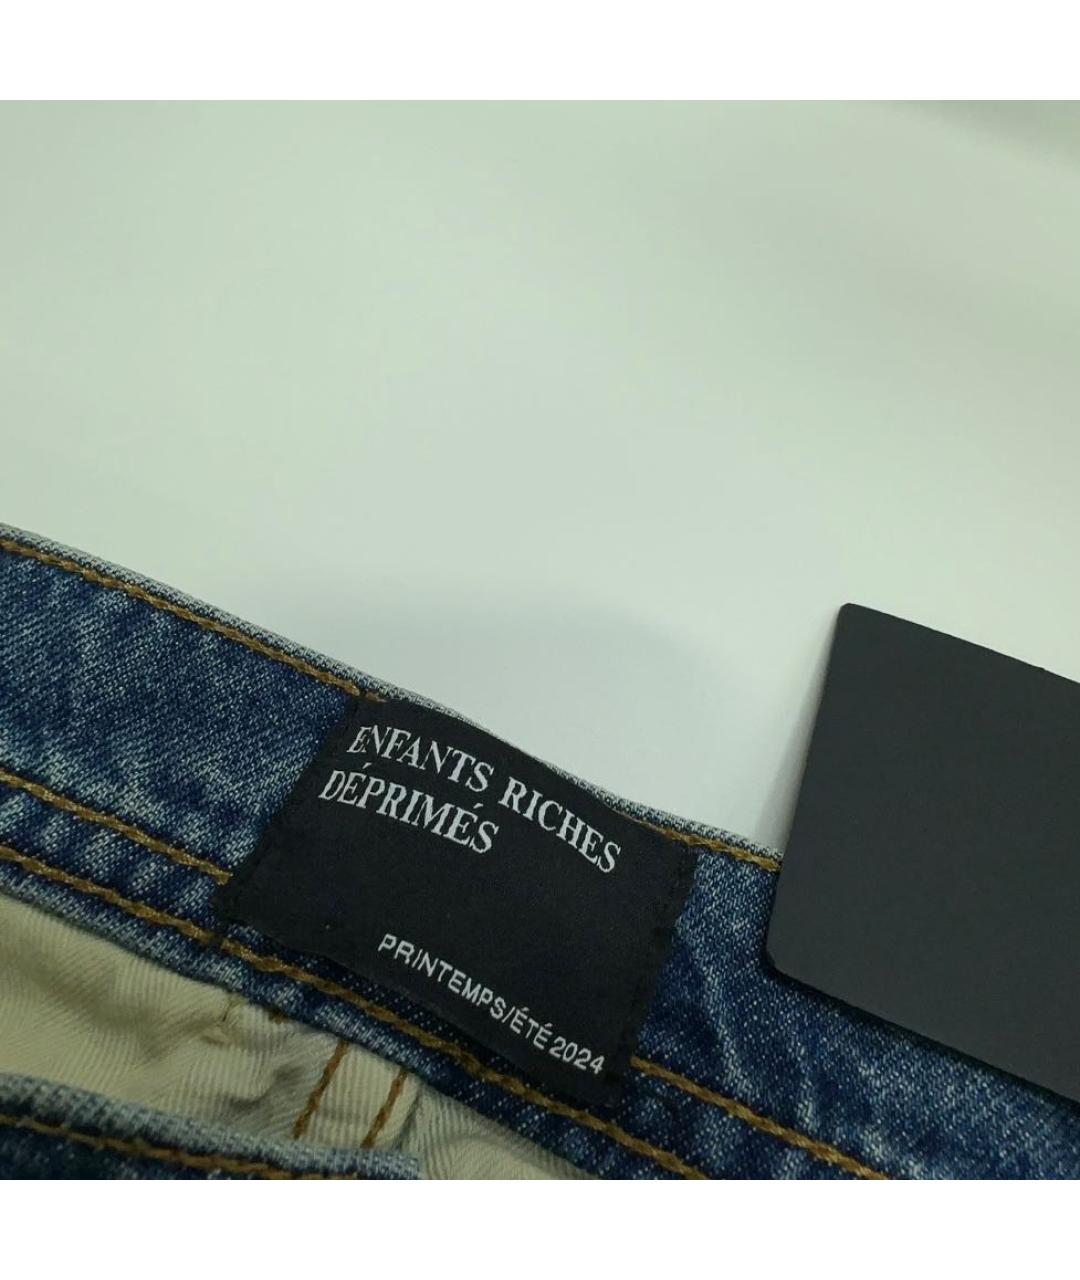 ENFANTS RICHES
DÉPRIMÉS
PRINTEMPS/ÉTÉ 2024